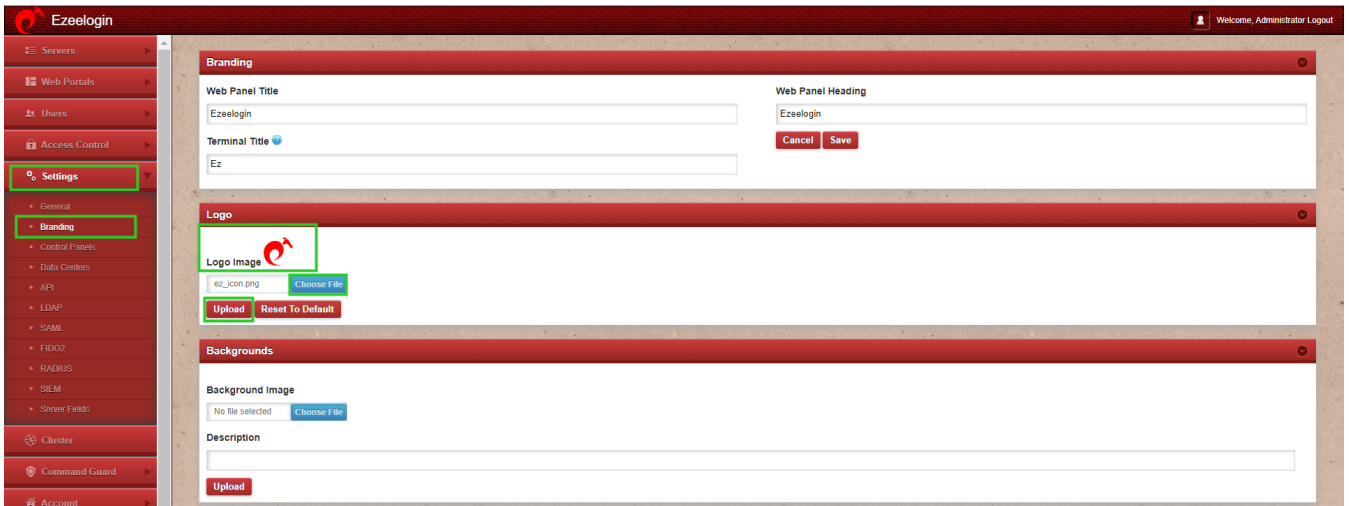 Ezeelogin
Welcome, Administrator Logout
Servers
Web Portals
Users
Access Control
Settings
General
Branding
Control Panels
Data Centers
API
LDAP
SAML
FIDO2
RADIUS
SIEM
Server Fields
Cluster
Command Guard
Account
Branding
Web Panel Title
Web Panel Heading
Ezeelogin
Ezeelogin
Terminal Title
Cancel Save
Ez
Logo
Logo Image
ez_icon.png Choose File
Upload Reset To Default
Backgrounds
Background Image
No file selected Choose File
Description
Upload